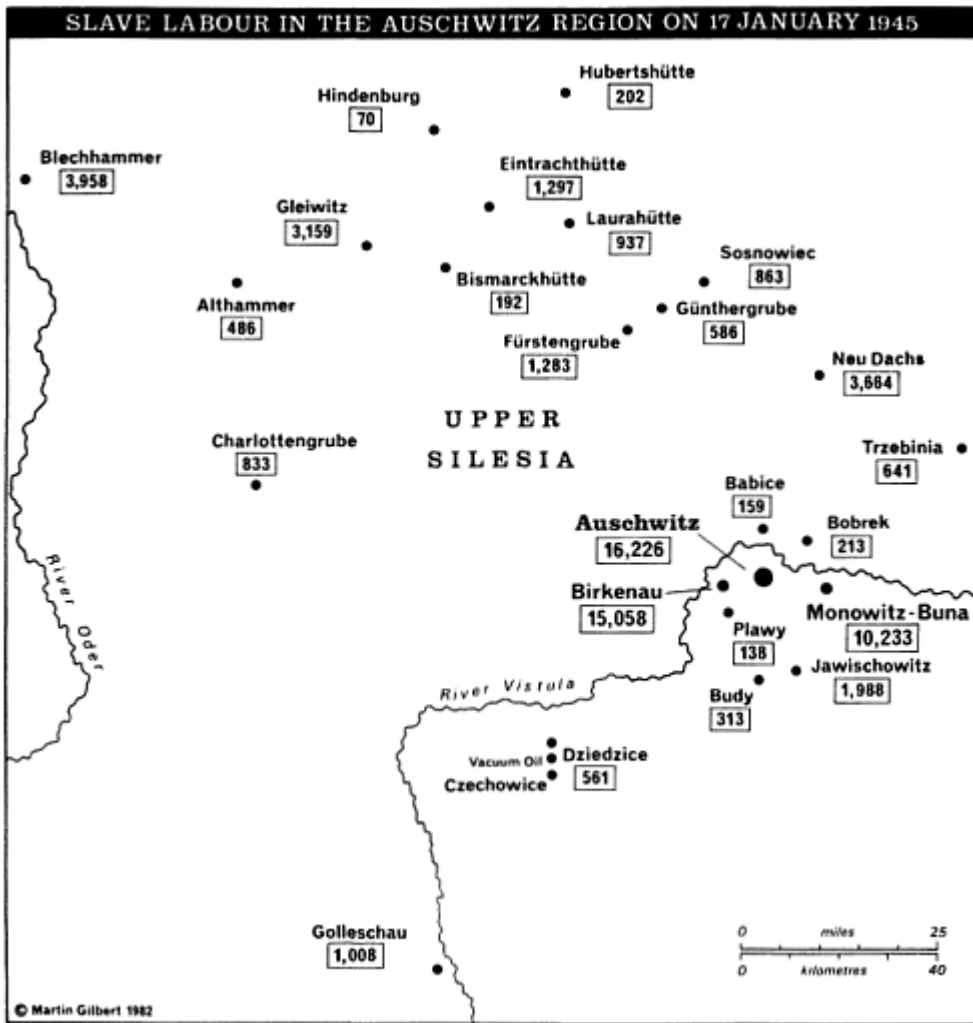 SLAVE LABOUR IN THE AUSCHWITZ REGION ON 17 JANUARY 1945
Hubertshütte
202
Hindenburg
70
Blechhammer
3,958
Eintrachthütte
1,297
Gleiwitz
3,159
Laurahütte
937
Sosnowiec
863
Bismarckhütte
192
Althammer
486
Günthergrube
586
Fürstengrube
1,283
Neu Dachs
3,664
UPPER
SILESIA
Charlottengrube
833
Trzebinia
641
Babice
159
Auschwitz
16,226
Bobrek
213
River Oder
Birkenau
15,058
Monowitz-Buna
10,233
Plawy
138
Jawischowitz
1,988
River Vistula
Budy
313
Dziedzice
Vacuum Oil
Czechowice
561
Golleschau
1,008
0 miles 25
0 kilometres 40
© Martin Gilbert 1982